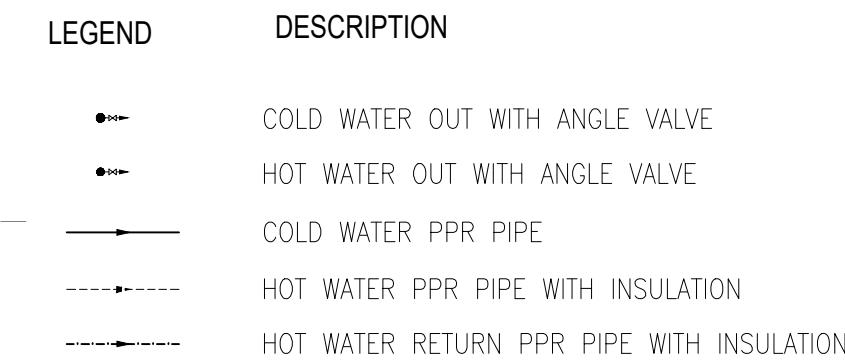 LEGEND DESCRIPTION
COLD WATER OUT WITH ANGLE VALVE
HOT WATER OUT WITH ANGLE VALVE
COLD WATER PPR PIPE
HOT WATER PPR PIPE WITH INSULATION
HOT WATER RETURN PPR PIPE WITH INSULATION